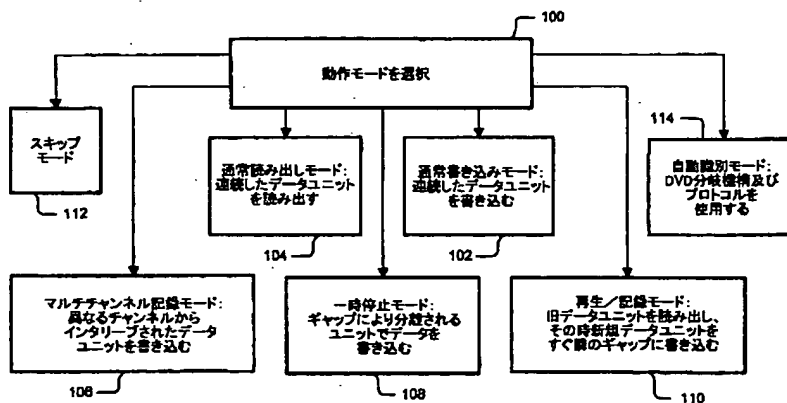 100
動作モードを選択
スキップ
モード
112
通常読み出しモード:
連続したデータユニット
を読み出す
104
通常書き込みモード:
連続したデータユニット
を書き込む
102
114
自動識別モード:
DVD分岐機構及び
プロトコルを
使用する
マルチチャンネル記録モード:
異なるチャンネルから
インタリーブされたデータ
ユニットを書き込む
106
一時停止モード:
ギャップにより分離される
ユニットでデータを
書き込む
108
再生/記録モード:
旧データユニットを読み出し、
その時新規データユニットを
すぐ隣のギャップに書き込む
110